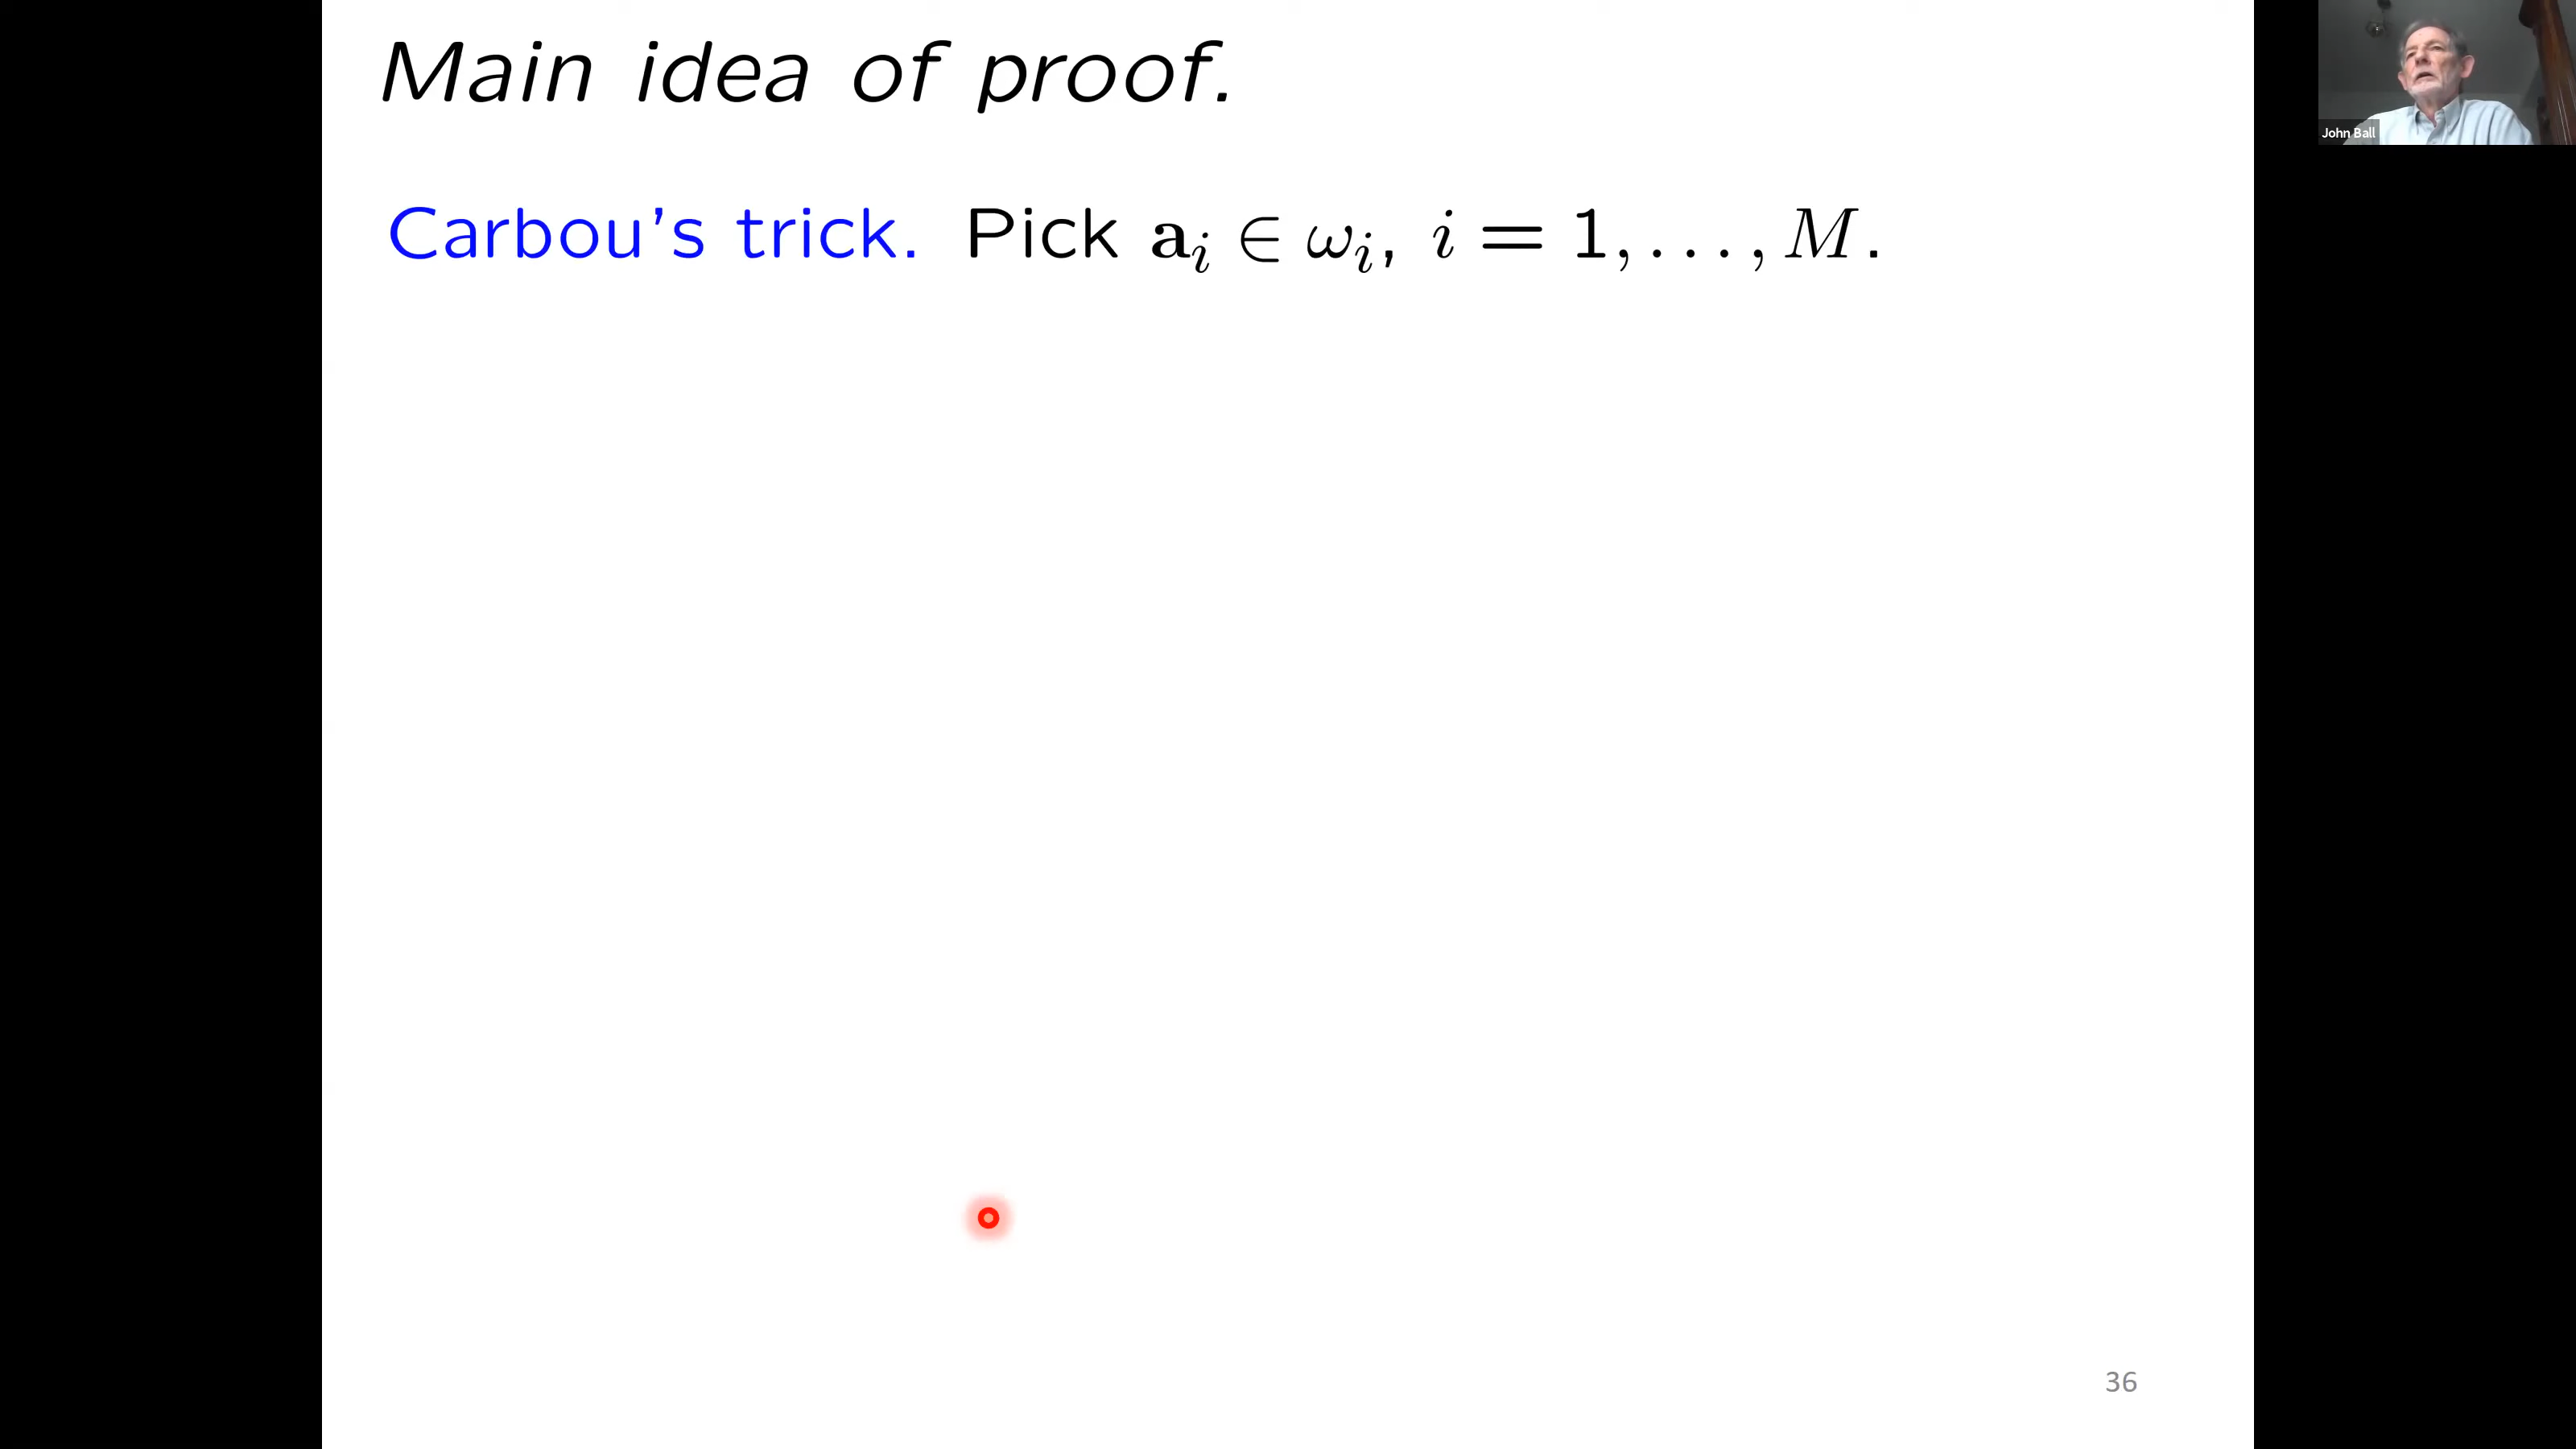 Main idea of proof.
Carbou's trick. Pick a_i ∈ ω_i, i = 1, . . . , M.
John Ball
36